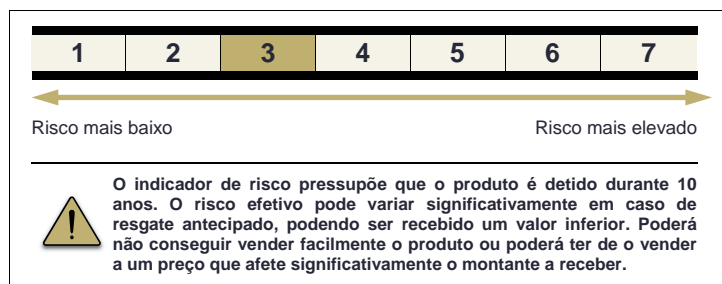 1 2 3 4 5 6 7
Risco mais baixo Risco mais elevado
O indicador de risco pressupõe que o produto é detido durante 10
anos. O risco efetivo pode variar significativamente em caso de
resgate antecipado, podendo ser recebido um valor inferior. Poderá
não conseguir vender facilmente o produto ou poderá ter de o vender
a um preço que afete significativamente o montante a receber.